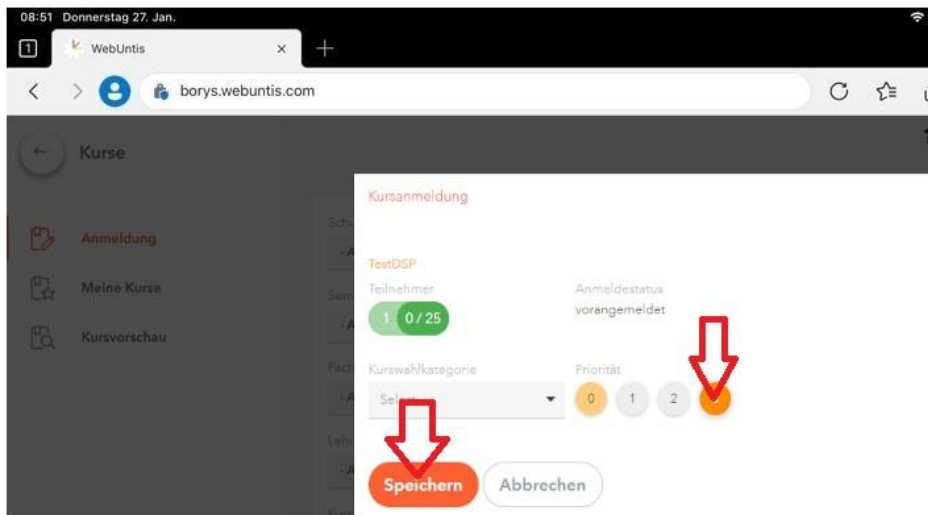 08:51 Donnerstag 27. Jan.
1
WebUntis
borys.webuntis.com
Kurse
Anmeldung
Meine Kurse
Kursvorschau
Kursanmeldung
TestDSP
Teilnehmer
1 0 / 25
Anmeldestatus
vorangemeldet
Kurswahlkategorie
Priorität
0 1 2
Speichern
Abbrechen